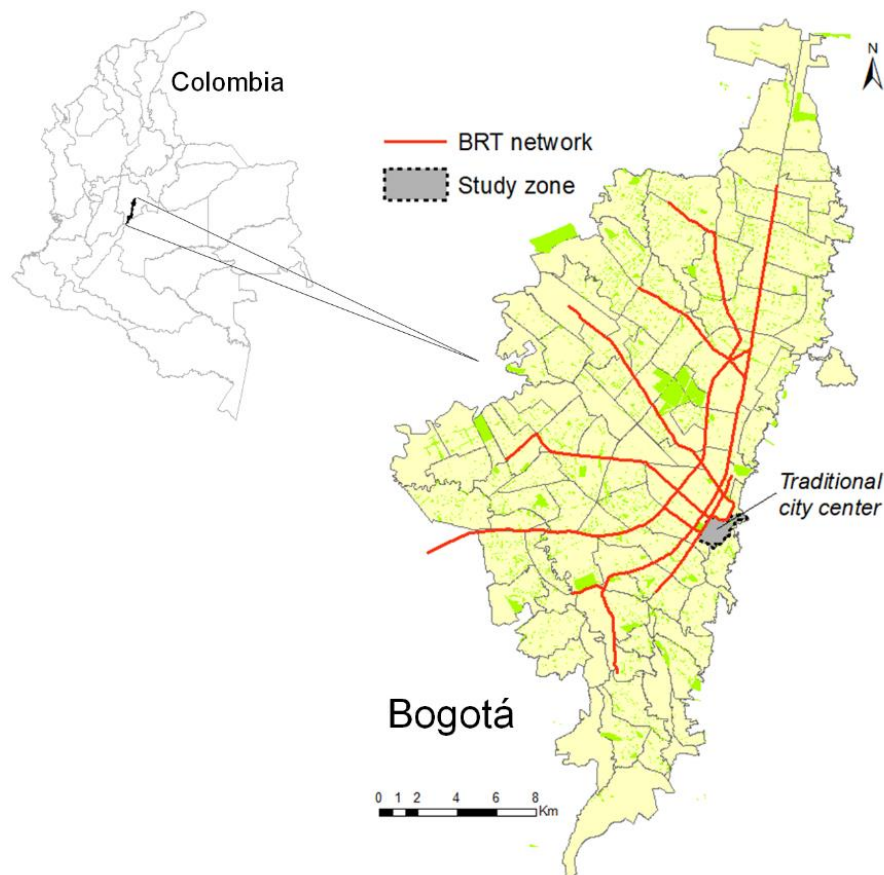 Colombia
N
BRT network
Study zone
Traditional
city center
Bogotá
0 1 2 4 6 8
Km